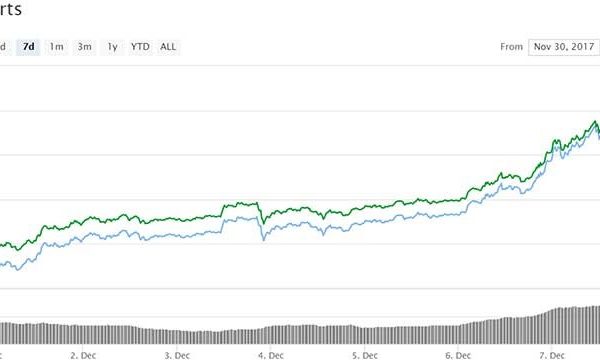 rts
d 7d 1m 3m 1y YTD ALL From Nov 30, 2017
2. Dec 3. Dec 4. Dec 5. Dec 6. Dec 7. Dec